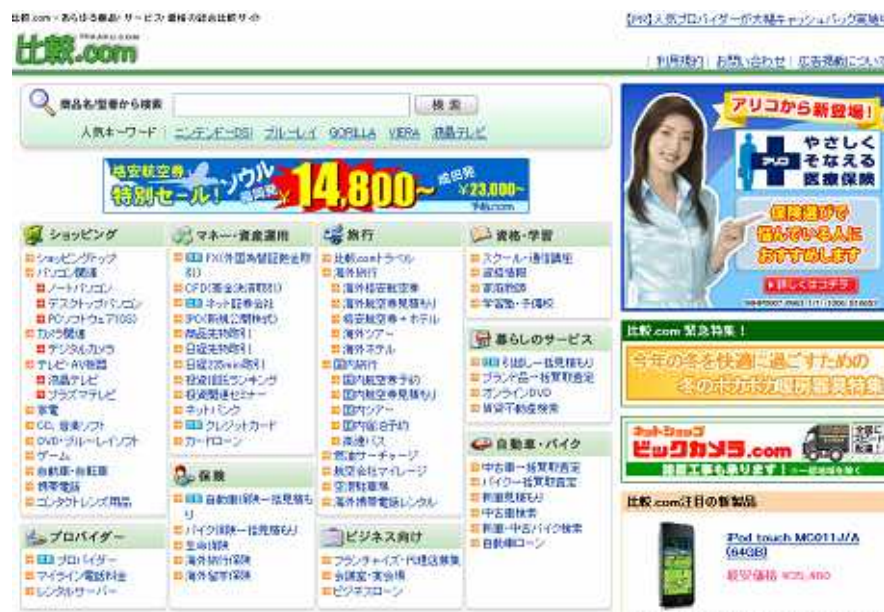 比較.com - あらゆる商品・サービス・価格の総合比較サイト
【PR】人気プロバイダーが大幅キャッシュバック実施中
比較.com
利用規約 | お問い合わせ | 広告掲載について
商品名/型番から検索
検索
人気キーワード | ニンテンドーDSi ブルーレイ GORILLA VIERA 液晶テレビ
格安航空券
特別セール!
ソウル
福岡発
¥14,800~
成田発
¥23,000~
アリコから新登場!
やさしく
そなえる
医療保険
アリコ
保険選びで
悩んでいる人に
おすすめします
詳しくはコチラ
ショッピング
ショッピングトップ
パソコン関連
ノートパソコン
デスクトップパソコン
PCソフトウェア(OS)
カメラ関連
デジタルカメラ
テレビ・AV機器
液晶テレビ
プラズマテレビ
家電
CD、音楽ソフト
DVD・ブルーレイソフト
ゲーム
自動車・自転車
携帯電話
コンタクトレンズ用品
プロバイダー
プロバイダー
マイライン電話料金
レンタルサーバー
マネー・資産運用
FX(外国為替証拠金取
引)
CFD(差金決済取引)
ネット証券会社
IPO(新規公開株式)
商品先物取引
日経先物取引
日経225mini取引
投資信託ランキング
投資関連セミナー
ネットバンク
クレジットカード
カードローン
保険
自動車保険一括見積も
り
バイク保険一括見積もり
生命保険
海外旅行保険
海外留学保険
旅行
比較.comトラベル
海外旅行
海外格安航空券
海外航空券見積もり
格安航空券+ホテル
海外ツアー
海外ホテル
国内旅行
国内航空券予約
国内航空券見積もり
国内ツアー
国内宿泊予約
高速バス
燃油サーチャージ
航空会社マイレージ
空港駐車場
海外携帯電話レンタル
ビジネス向け
フランチャイズ・代理店募集
会議室・宴会場
ビジネスローン
資格・学習
スクール・通信講座
資格情報
家庭教師
学習塾・予備校
暮らしのサービス
引越し一括見積もり
ブランド品一括買取査定
オンラインDVD
賃貸不動産検索
自動車・バイク
中古車一括買取査定
バイク一括買取査定
新車見積もり
中古車検索
新車・中古バイク検索
自動車ローン
比較.com 緊急特集!
今年の冬を快適に過ごすための
冬のポカポカ暖房器具特集
ネットショップ
ビックカメラ.com
設置工事も承ります!
比較.com注目の新製品
iPod touch MC011J/A
(64GB)
最安価格